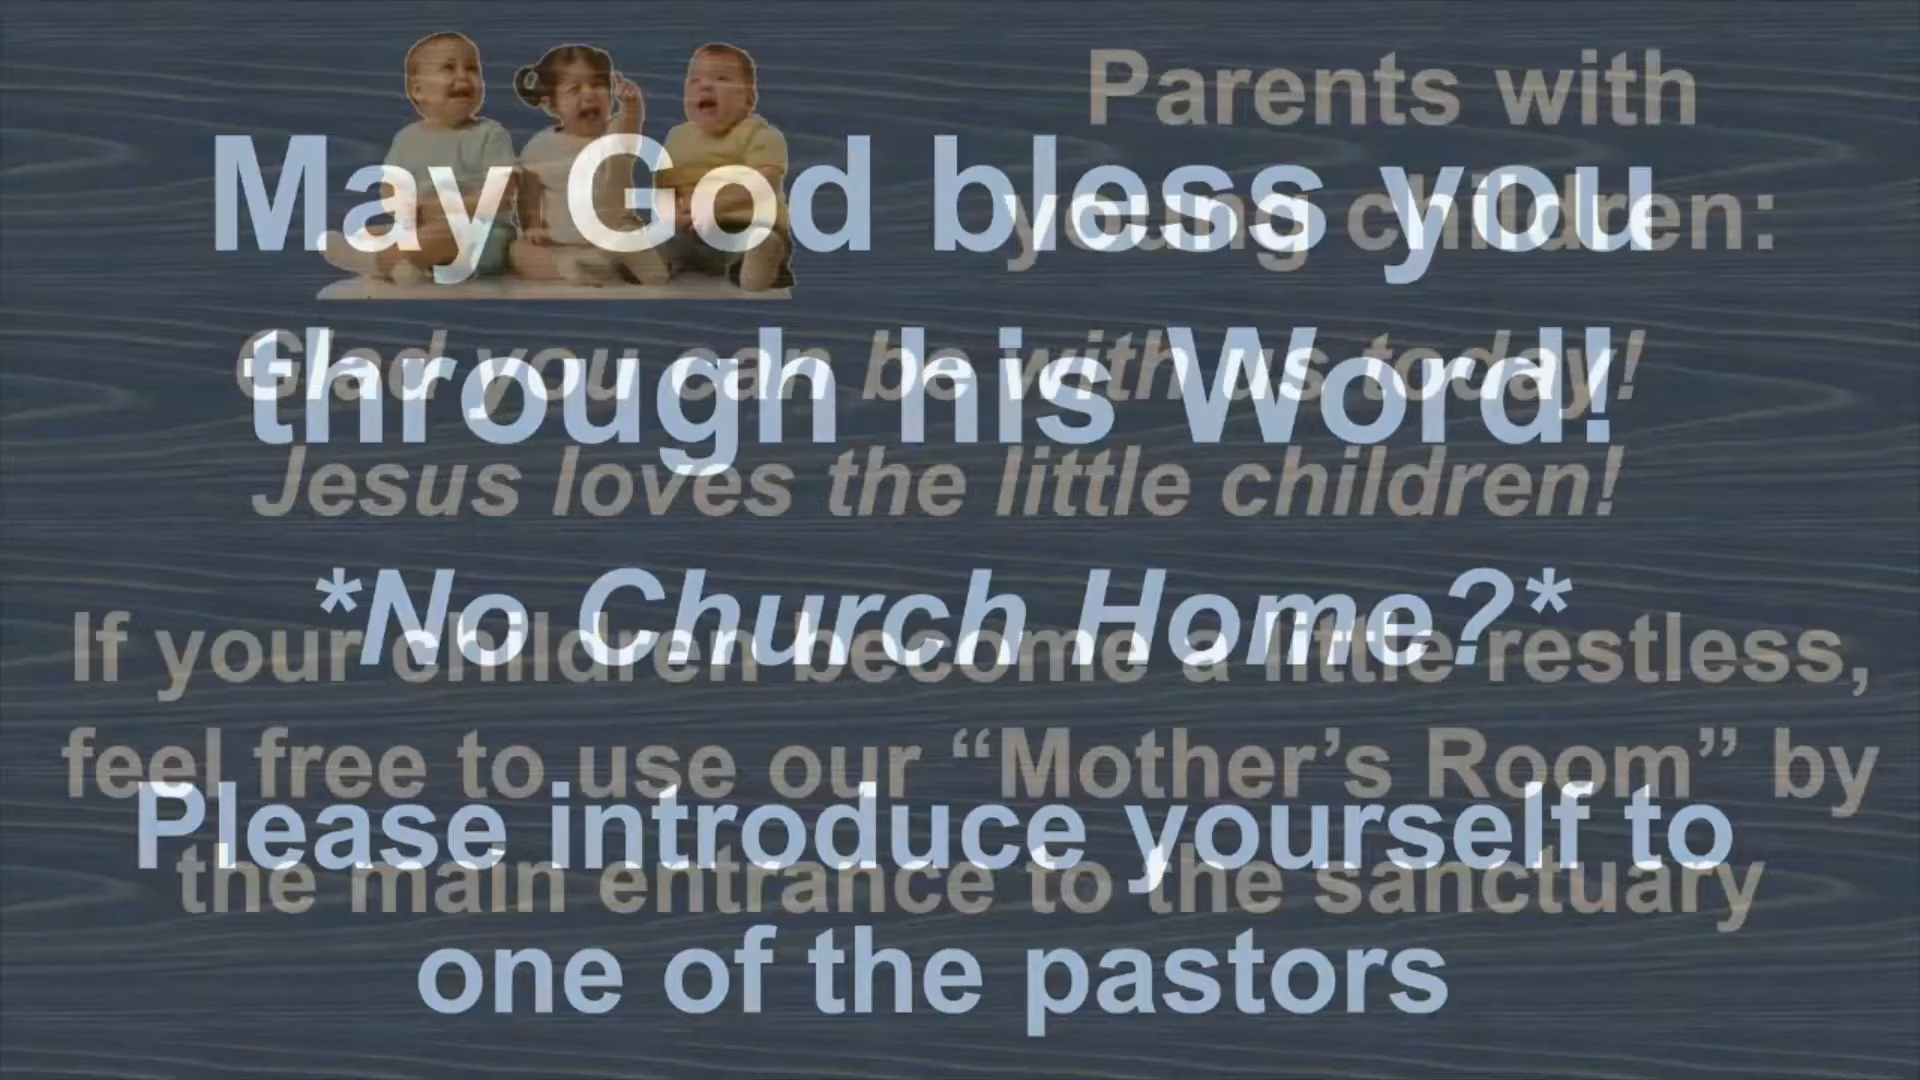 Parents with
young children:
Glad you can be with us today!
Jesus loves the little children!
If your children become a little restless,
feel free to use our “Mother’s Room” by
the main entrance to the sanctuary
May God bless you
through his Word!
*No Church Home?*
Please introduce yourself to
one of the pastors